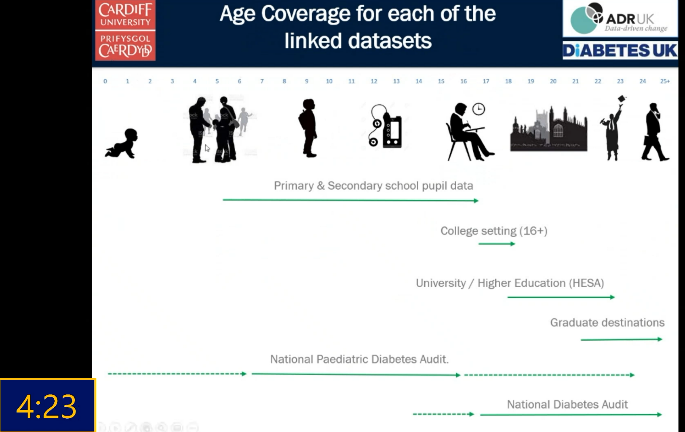 CARDIFF
UNIVERSITY
PRIFYSGOL
CAERDYDD
Age Coverage for each of the
linked datasets
ADRUK
Data-driven change
DIABETES UK
0 1 2 3 4 5 6 7 8 9 10 11 12 13 14 15 16 17 18 19 20 21 22 23 24 25+
Primary & Secondary school pupil data
College setting (16+)
University / Higher Education (HESA)
Graduate destinations
National Paediatric Diabetes Audit.
National Diabetes Audit
4:23